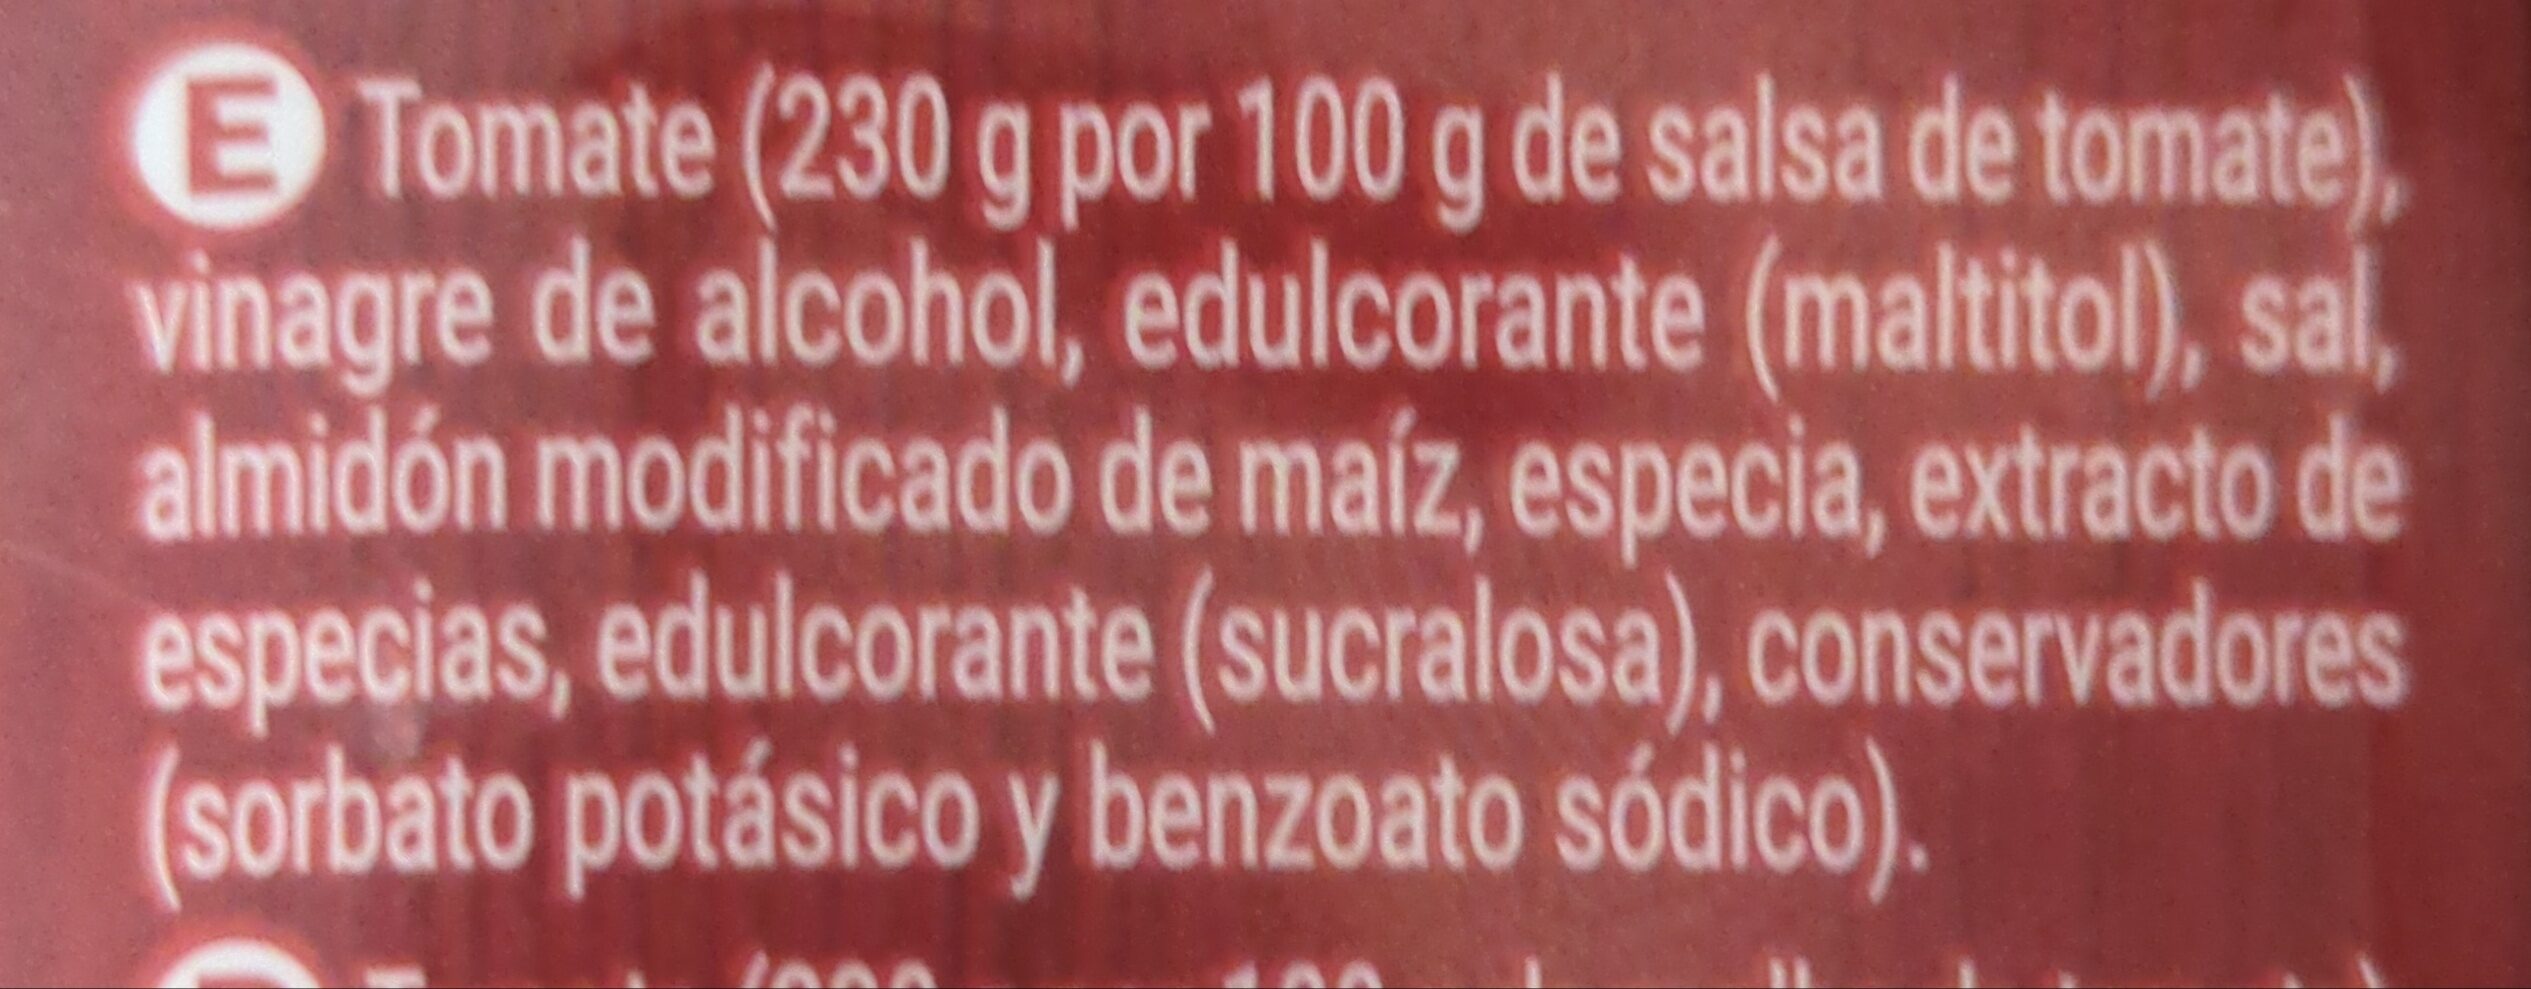 E Tomate (230 g por 100 g de salsa de tomate),
vinagre de alcohol, edulcorante (maltitol), sal,
almidón modificado de maíz, especia, extracto de
especias, edulcorante (sucralosa), conservadores
(sorbato potásico y benzoato sódico).